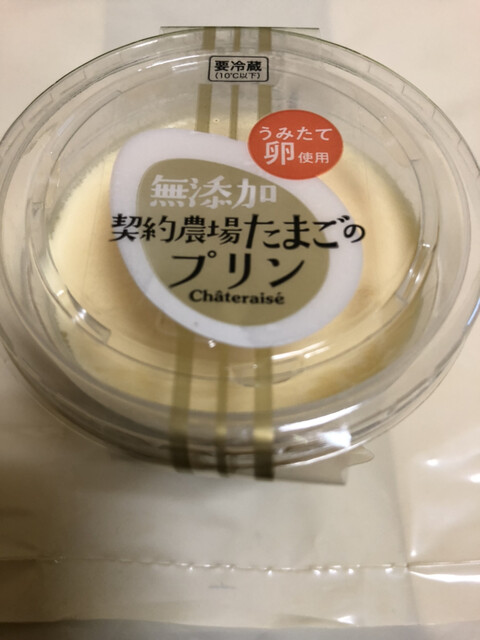 要冷蔵
(10℃以下)
うみたて
卵使用
無添加
契約農場たまごの
プリン
Châteraisé